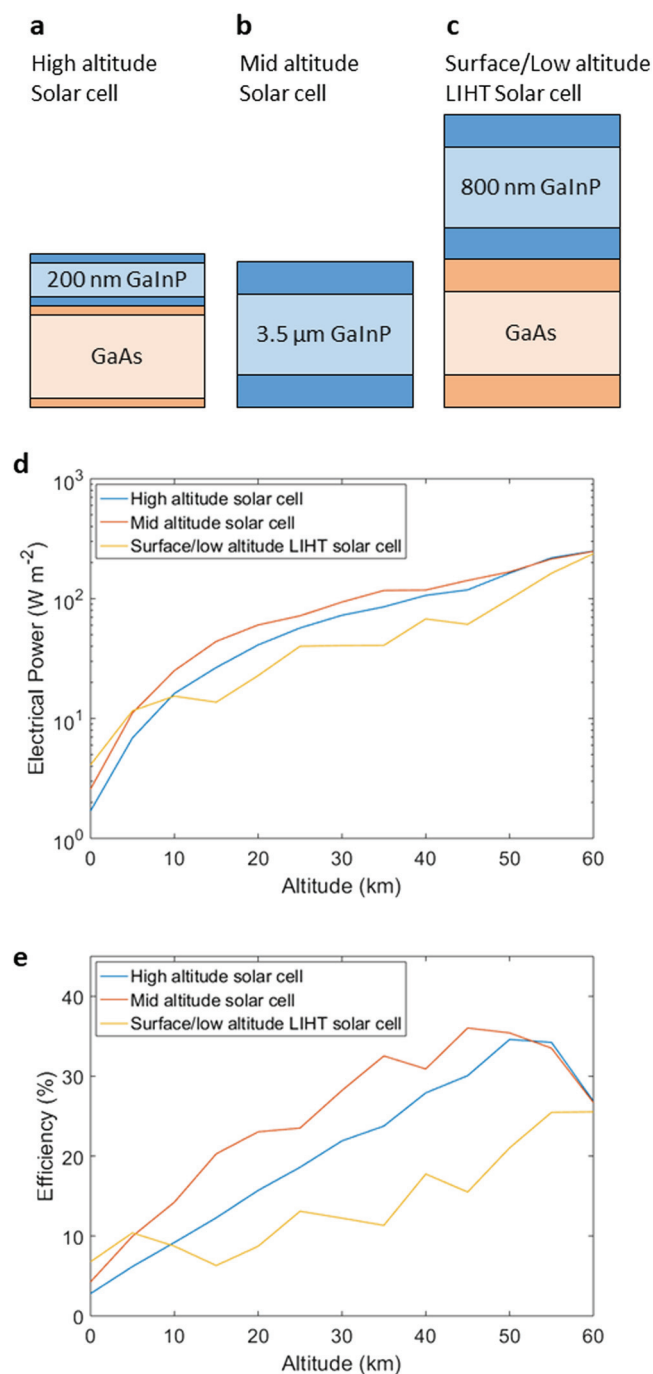 a
High altitude
Solar cell
b
Mid altitude
Solar cell
c
Surface/Low altitude
LIHT Solar cell
200 nm GaInP
GaAs
3.5 μm GaInP
800 nm GaInP
GaAs
d
10³
10²
10¹
10⁰
Electrical Power (W m⁻²)
High altitude solar cell
Mid altitude solar cell
Surface/low altitude LIHT solar cell
0 10 20 30 40 50 60
Altitude (km)
e
40
30
20
10
0
Efficiency (%)
High altitude solar cell
Mid altitude solar cell
Surface/low altitude LIHT solar cell
0 10 20 30 40 50 60
Altitude (km)